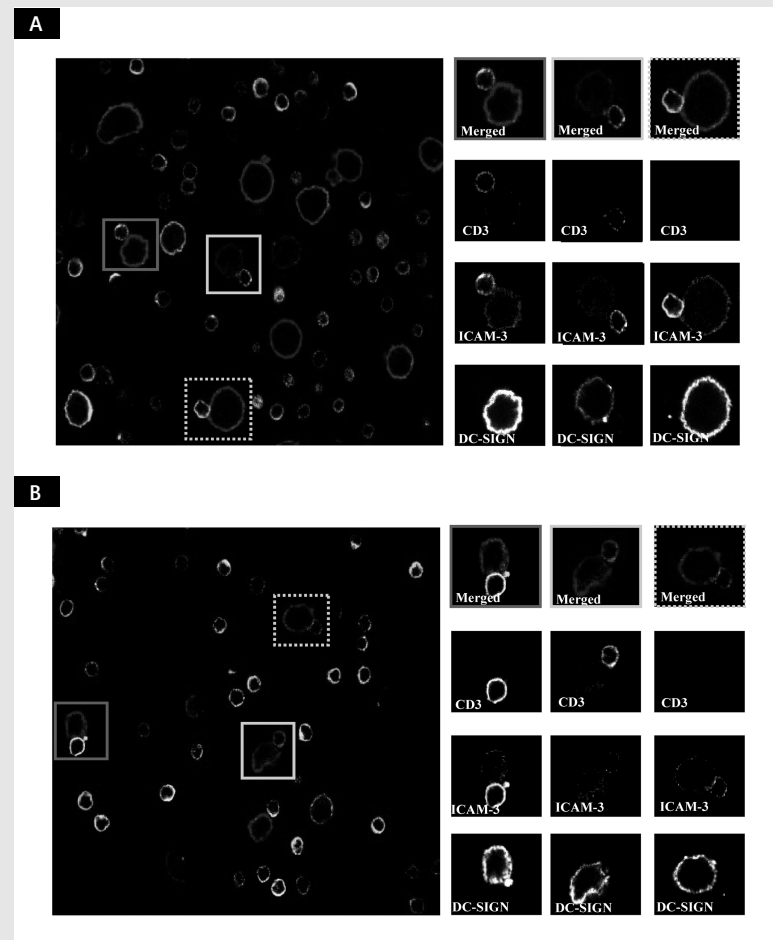 A
Merged Merged Merged
CD3 CD3 CD3
ICAM-3 ICAM-3 ICAM-3
DC-SIGN DC-SIGN DC-SIGN
B
Merged Merged Merged
CD3 CD3 CD3
ICAM-3 ICAM-3 ICAM-3
DC-SIGN DC-SIGN DC-SIGN